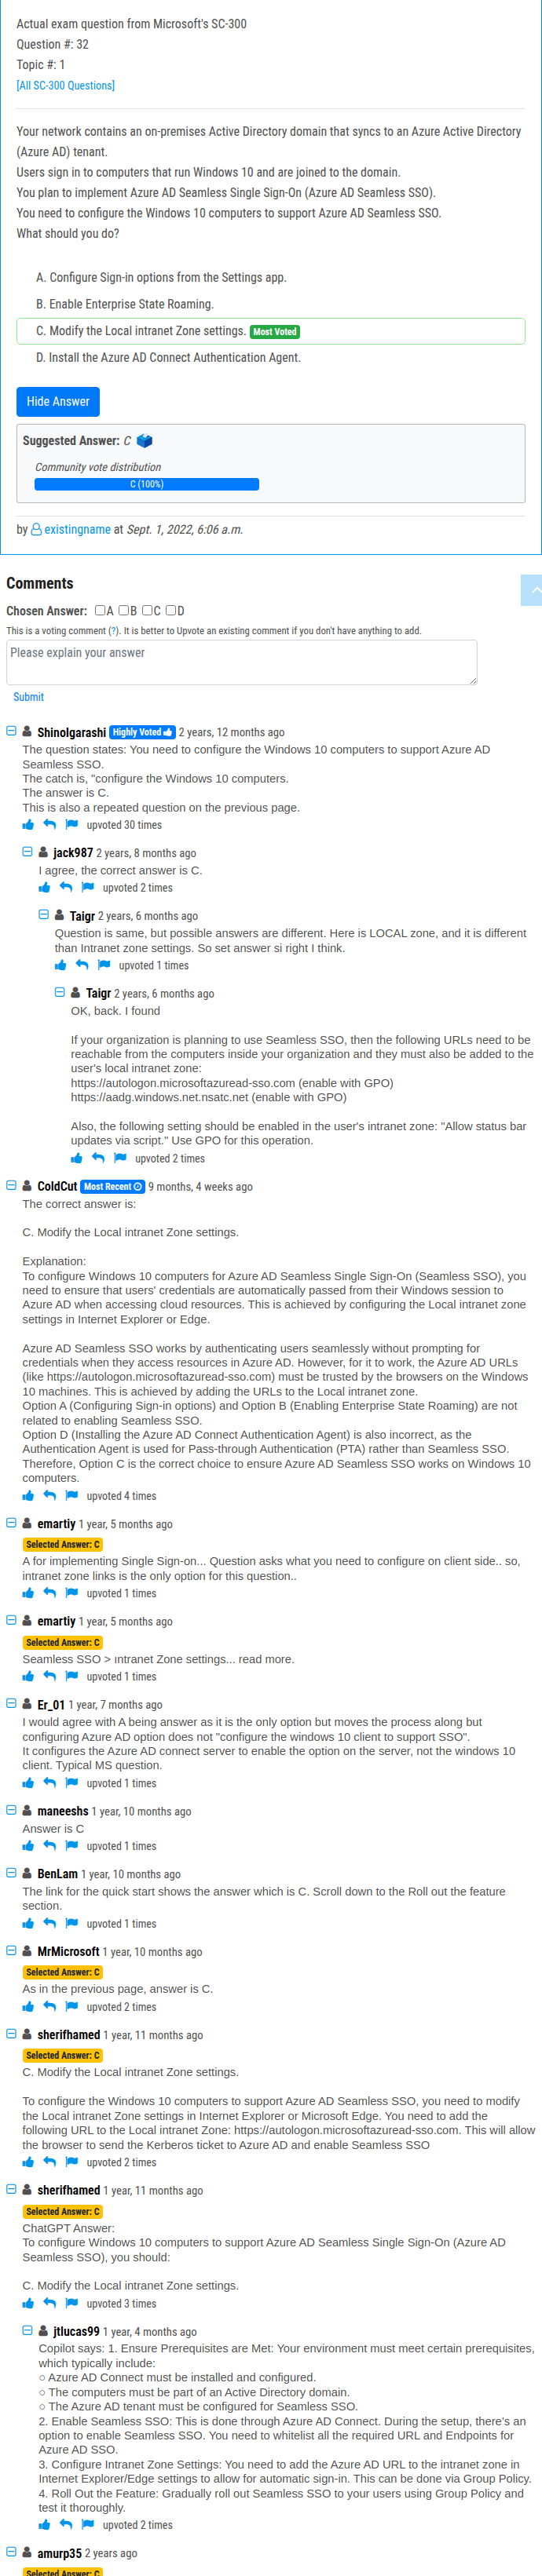 Actual exam question from Microsoft's SC-300
Question #: 32
Topic #: 1
[All SC-300 Questions]
Your network contains an on-premises Active Directory domain that syncs to an Azure Active Directory
(Azure AD) tenant.
Users sign in to computers that run Windows 10 and are joined to the domain.
You plan to implement Azure AD Seamless Single Sign-On (Azure AD Seamless SSO).
You need to configure the Windows 10 computers to support Azure AD Seamless SSO.
What should you do?
A. Configure Sign-in options from the Settings app.
B. Enable Enterprise State Roaming.
C. Modify the Local intranet Zone settings. Most Voted
D. Install the Azure AD Connect Authentication Agent.
Hide Answer
Suggested Answer: C
Community vote distribution
C (100%)
by existingname at Sept. 1, 2022, 6:06 a.m.
Comments
Chosen Answer: A B C D
This is a voting comment (?). It is better to Upvote an existing comment if you don't have anything to add.
Please explain your answer
Submit
Shinolgarashi Highly Voted 2 years, 12 months ago
The question states: You need to configure the Windows 10 computers to support Azure AD
Seamless SSO.
The catch is, "configure the Windows 10 computers.
The answer is C.
This is also a repeated question on the previous page.
upvoted 30 times
jack987 2 years, 8 months ago
I agree, the correct answer is C.
upvoted 2 times
Taigr 2 years, 6 months ago
Question is same, but possible answers are different. Here is LOCAL zone, and it is different
than Intranet zone settings. So set answer si right I think.
upvoted 1 times
Taigr 2 years, 6 months ago
OK, back. I found
If your organization is planning to use Seamless SSO, then the following URLs need to be
reachable from the computers inside your organization and they must also be added to the
user's local intranet zone:
https://autologon.microsoftazuread-sso.com (enable with GPO)
https://aadg.windows.net.nsatc.net (enable with GPO)
Also, the following setting should be enabled in the user's intranet zone: "Allow status bar
updates via script." Use GPO for this operation.
upvoted 2 times
ColdCut Most Recent 9 months, 4 weeks ago
The correct answer is:
C. Modify the Local intranet Zone settings.
Explanation:
To configure Windows 10 computers for Azure AD Seamless Single Sign-On (Seamless SSO), you
need to ensure that users' credentials are automatically passed from their Windows session to
Azure AD when accessing cloud resources. This is achieved by configuring the Local intranet zone
settings in Internet Explorer or Edge.
Azure AD Seamless SSO works by authenticating users seamlessly without prompting for
credentials when they access resources in Azure AD. However, for it to work, the Azure AD URLs
(like https://autologon.microsoftazuread-sso.com) must be trusted by the browsers on the Windows
10 machines. This is achieved by adding the URLs to the Local intranet zone.
Option A (Configuring Sign-in options) and Option B (Enabling Enterprise State Roaming) are not
related to enabling Seamless SSO.
Option D (Installing the Azure AD Connect Authentication Agent) is also incorrect, as the
Authentication Agent is used for Pass-through Authentication (PTA) rather than Seamless SSO.
Therefore, Option C is the correct choice to ensure Azure AD Seamless SSO works on Windows 10
computers.
upvoted 4 times
emartiy 1 year, 5 months ago
Selected Answer: C
A for implementing Single Sign-on... Question asks what you need to configure on client side.. so,
intranet zone links is the only option for this question..
upvoted 1 times
emartiy 1 year, 5 months ago
Selected Answer: C
Seamless SSO > ıntranet Zone settings... read more.
upvoted 1 times
Er_01 1 year, 7 months ago
I would agree with A being answer as it is the only option but moves the process along but
configuring Azure AD option does not "configure the windows 10 client to support SSO".
It configures the Azure AD connect server to enable the option on the server, not the windows 10
client. Typical MS question.
upvoted 1 times
maneeshs 1 year, 10 months ago
Answer is C
upvoted 1 times
BenLam 1 year, 10 months ago
The link for the quick start shows the answer which is C. Scroll down to the Roll out the feature
section.
upvoted 1 times
MrMicrosoft 1 year, 10 months ago
Selected Answer: C
As in the previous page, answer is C.
upvoted 2 times
sherifhamed 1 year, 11 months ago
Selected Answer: C
C. Modify the Local intranet Zone settings.
To configure the Windows 10 computers to support Azure AD Seamless SSO, you need to modify
the Local intranet Zone settings in Internet Explorer or Microsoft Edge. You need to add the
following URL to the Local intranet Zone: https://autologon.microsoftazuread-sso.com. This will allow
the browser to send the Kerberos ticket to Azure AD and enable Seamless SSO
upvoted 2 times
sherifhamed 1 year, 11 months ago
Selected Answer: C
ChatGPT Answer:
To configure Windows 10 computers to support Azure AD Seamless Single Sign-On (Azure AD
Seamless SSO), you should:
C. Modify the Local intranet Zone settings.
upvoted 3 times
jtlucas99 1 year, 4 months ago
Copilot says: 1. Ensure Prerequisites are Met: Your environment must meet certain prerequisites,
which typically include:
○ Azure AD Connect must be installed and configured.
○ The computers must be part of an Active Directory domain.
○ The Azure AD tenant must be configured for Seamless SSO.
2. Enable Seamless SSO: This is done through Azure AD Connect. During the setup, there's an
option to enable Seamless SSO. You need to whitelist all the required URL and Endpoints for
Azure AD SSO.
3. Configure Intranet Zone Settings: You need to add the Azure AD URL to the intranet zone in
Internet Explorer/Edge settings to allow for automatic sign-in. This can be done via Group Policy.
4. Roll Out the Feature: Gradually roll out Seamless SSO to your users using Group Policy and
test it thoroughly.
upvoted 2 times
amurp35 2 years ago
Selected Answer: C